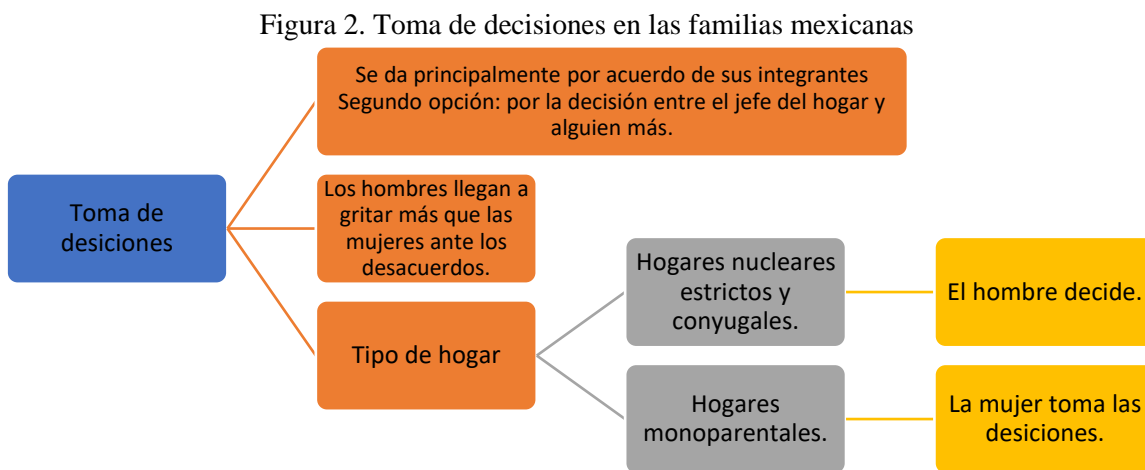 Figura 2. Toma de decisiones en las familias mexicanas
Se da principalmente por acuerdo de sus integrantes
Segundo opción: por la decisión entre el jefe del hogar y
alguien más.
Toma de
desiciones
Los hombres llegan a
gritar más que las
mujeres ante los
desacuerdos.
Tipo de hogar
Hogares nucleares
estrictos y
conyugales.
El hombre decide.
Hogares
monoparentales.
La mujer toma las
desiciones.